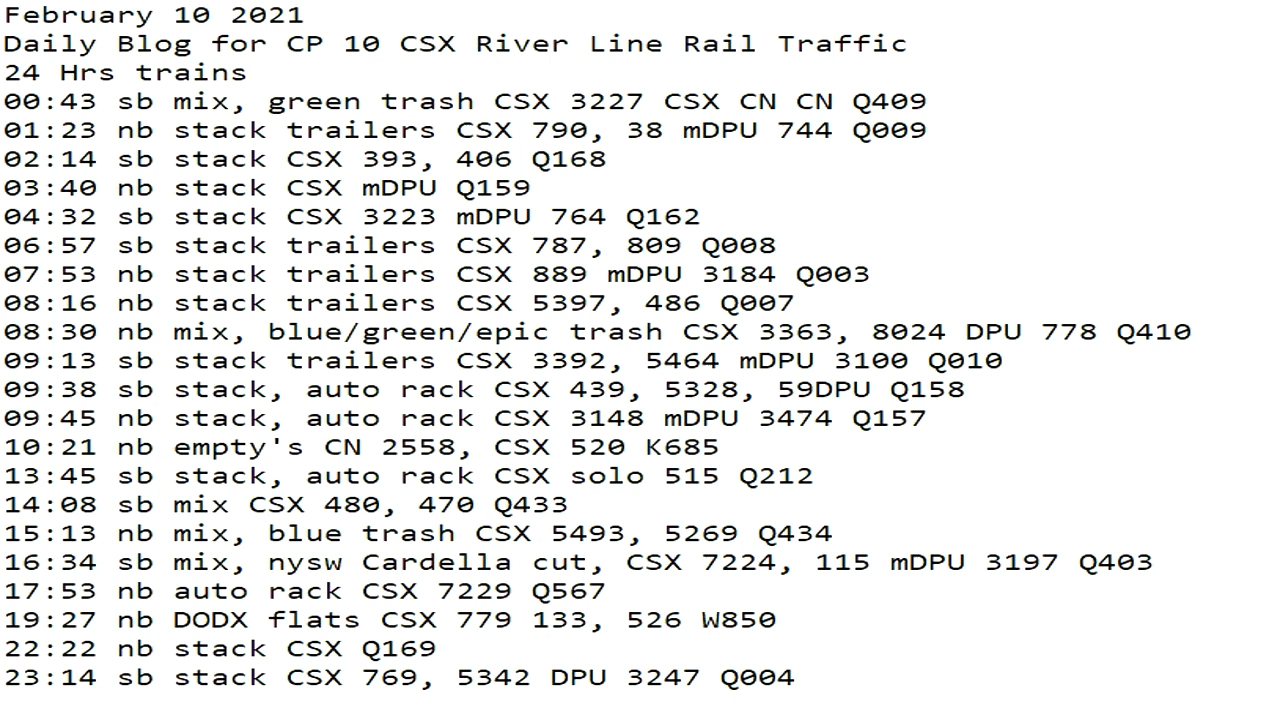 February 10 2021
Daily Blog for CP 10 CSX River Line Rail Traffic
24 Hrs trains
00:43 sb mix, green trash CSX 3227 CSX CN CN Q409
01:23 nb stack trailers CSX 790, 38 mDPU 744 Q009
02:14 sb stack CSX 393, 406 Q168
03:40 nb stack CSX mDPU Q159
04:32 sb stack CSX 3223 mDPU 764 Q162
06:57 sb stack trailers CSX 787, 809 Q008
07:53 nb stack trailers CSX 889 mDPU 3184 Q003
08:16 nb stack trailers CSX 5397, 486 Q007
08:30 nb mix, blue/green/epic trash CSX 3363, 8024 DPU 778 Q410
09:13 sb stack trailers CSX 3392, 5464 mDPU 3100 Q010
09:38 sb stack, auto rack CSX 439, 5328, 59DPU Q158
09:45 nb stack, auto rack CSX 3148 mDPU 3474 Q157
10:21 nb empty's CN 2558, CSX 520 K685
13:45 sb stack, auto rack CSX solo 515 Q212
14:08 sb mix CSX 480, 470 Q433
15:13 nb mix, blue trash CSX 5493, 5269 Q434
16:34 sb mix, nysw Cardella cut, CSX 7224, 115 mDPU 3197 Q403
17:53 nb auto rack CSX 7229 Q567
19:27 nb DODX flats CSX 779 133, 526 W850
22:22 nb stack CSX Q169
23:14 sb stack CSX 769, 5342 DPU 3247 Q004